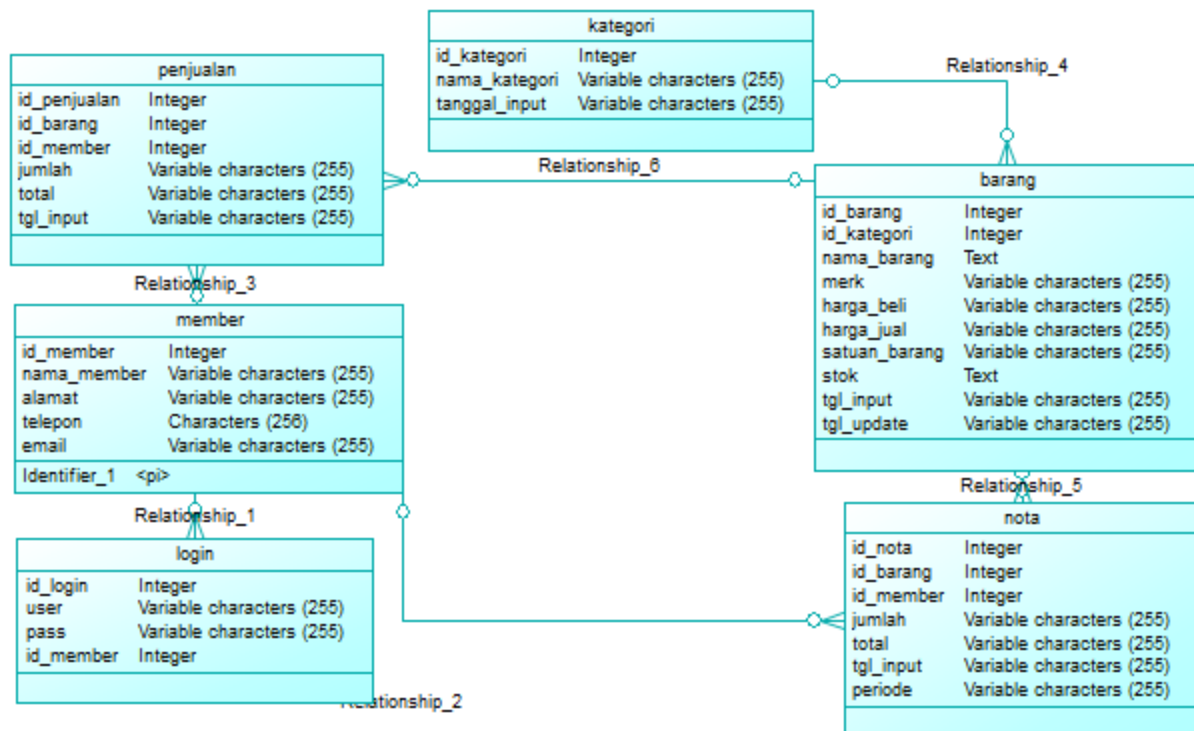 kategori
id_kategori Integer
nama_kategori Variable characters (255)
tanggal_input Variable characters (255)
Relationship_4
penjualan
id_penjualan Integer
id_barang Integer
id_member Integer
jumlah Variable characters (255)
total Variable characters (255)
tgl_input Variable characters (255)
Relationship_6
barang
id_barang Integer
id_kategori Integer
nama_barang Text
merk Variable characters (255)
harga_beli Variable characters (255)
harga_jual Variable characters (255)
satuan_barang Variable characters (255)
stok Text
tgl_input Variable characters (255)
tgl_update Variable characters (255)
Relationship_3
member
id_member Integer
nama_member Variable characters (255)
alamat Variable characters (255)
telepon Characters (256)
email Variable characters (255)
Identifier_1 <pi>
Relationship_1
login
id_login Integer
user Variable characters (255)
pass Variable characters (255)
id_member Integer
Relationship_2
Relationship_5
nota
id_nota Integer
id_barang Integer
id_member Integer
jumlah Variable characters (255)
total Variable characters (255)
tgl_input Variable characters (255)
periode Variable characters (255)